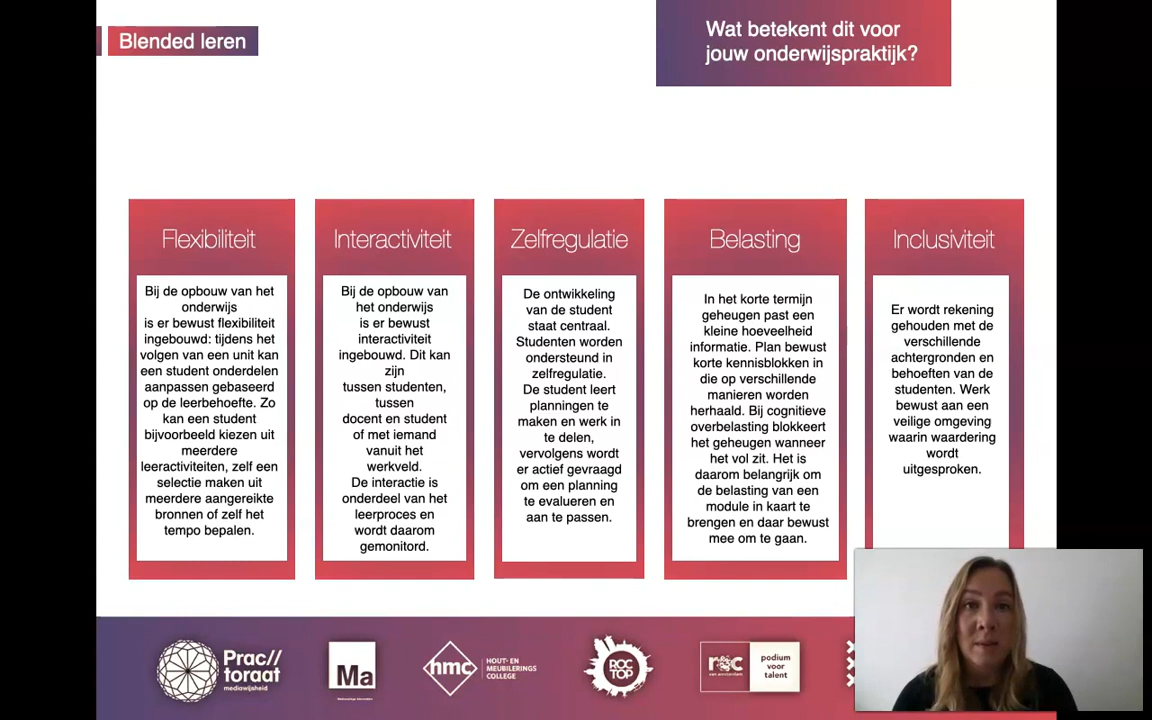 Blended leren
Wat betekent dit voor
jouw onderwijspraktijk?
Flexibiliteit
Bij de opbouw van het
onderwijs
is er bewust flexibiliteit
ingebouwd: tijdens het
volgen van een unit kan
een student onderdelen
aanpassen gebaseerd
op de leerbehoefte. Zo
kan een student
bijvoorbeeld kiezen uit
meerdere
leeractiviteiten, zelf een
selectie maken uit
meerdere aangereikte
bronnen of zelf het
tempo bepalen.
Interactiviteit
Bij de opbouw van
het onderwijs
is er bewust
interactiviteit
ingebouwd. Dit kan
zijn
tussen studenten,
tussen
docent en student
of met iemand
vanuit het
werkveld.
De interactie is
onderdeel van het
leerproces en
wordt daarom
gemonitord.
Zelfregulatie
De ontwikkeling
van de student
staat centraal.
Studenten worden
ondersteund in
zelfregulatie.
De student leert
planningen te
maken en werk in
te delen,
vervolgens wordt
er actief gevraagd
om een planning
te evalueren en
aan te passen.
Belasting
In het korte termijn
geheugen past een
kleine hoeveelheid
informatie. Plan bewust
korte kennisblokken in
die op verschillende
manieren worden
herhaald. Bij cognitieve
overbelasting blokkeert
het geheugen wanneer
het vol zit. Het is
daarom belangrijk om
de belasting van een
module in kaart te
brengen en daar bewust
mee om te gaan.
Inclusiviteit
Er wordt rekening
gehouden met de
verschillende
achtergronden en
behoeften van de
studenten. Werk
bewust aan een
veilige omgeving
waarin waardering
wordt
uitgesproken.
Prac//
toraat
mediawijsheid
Ma
hmc
HOUT- EN
MEUBILERINGS
COLLEGE
ROC
TOP
roc
van amsterdam
podium
voor
talent